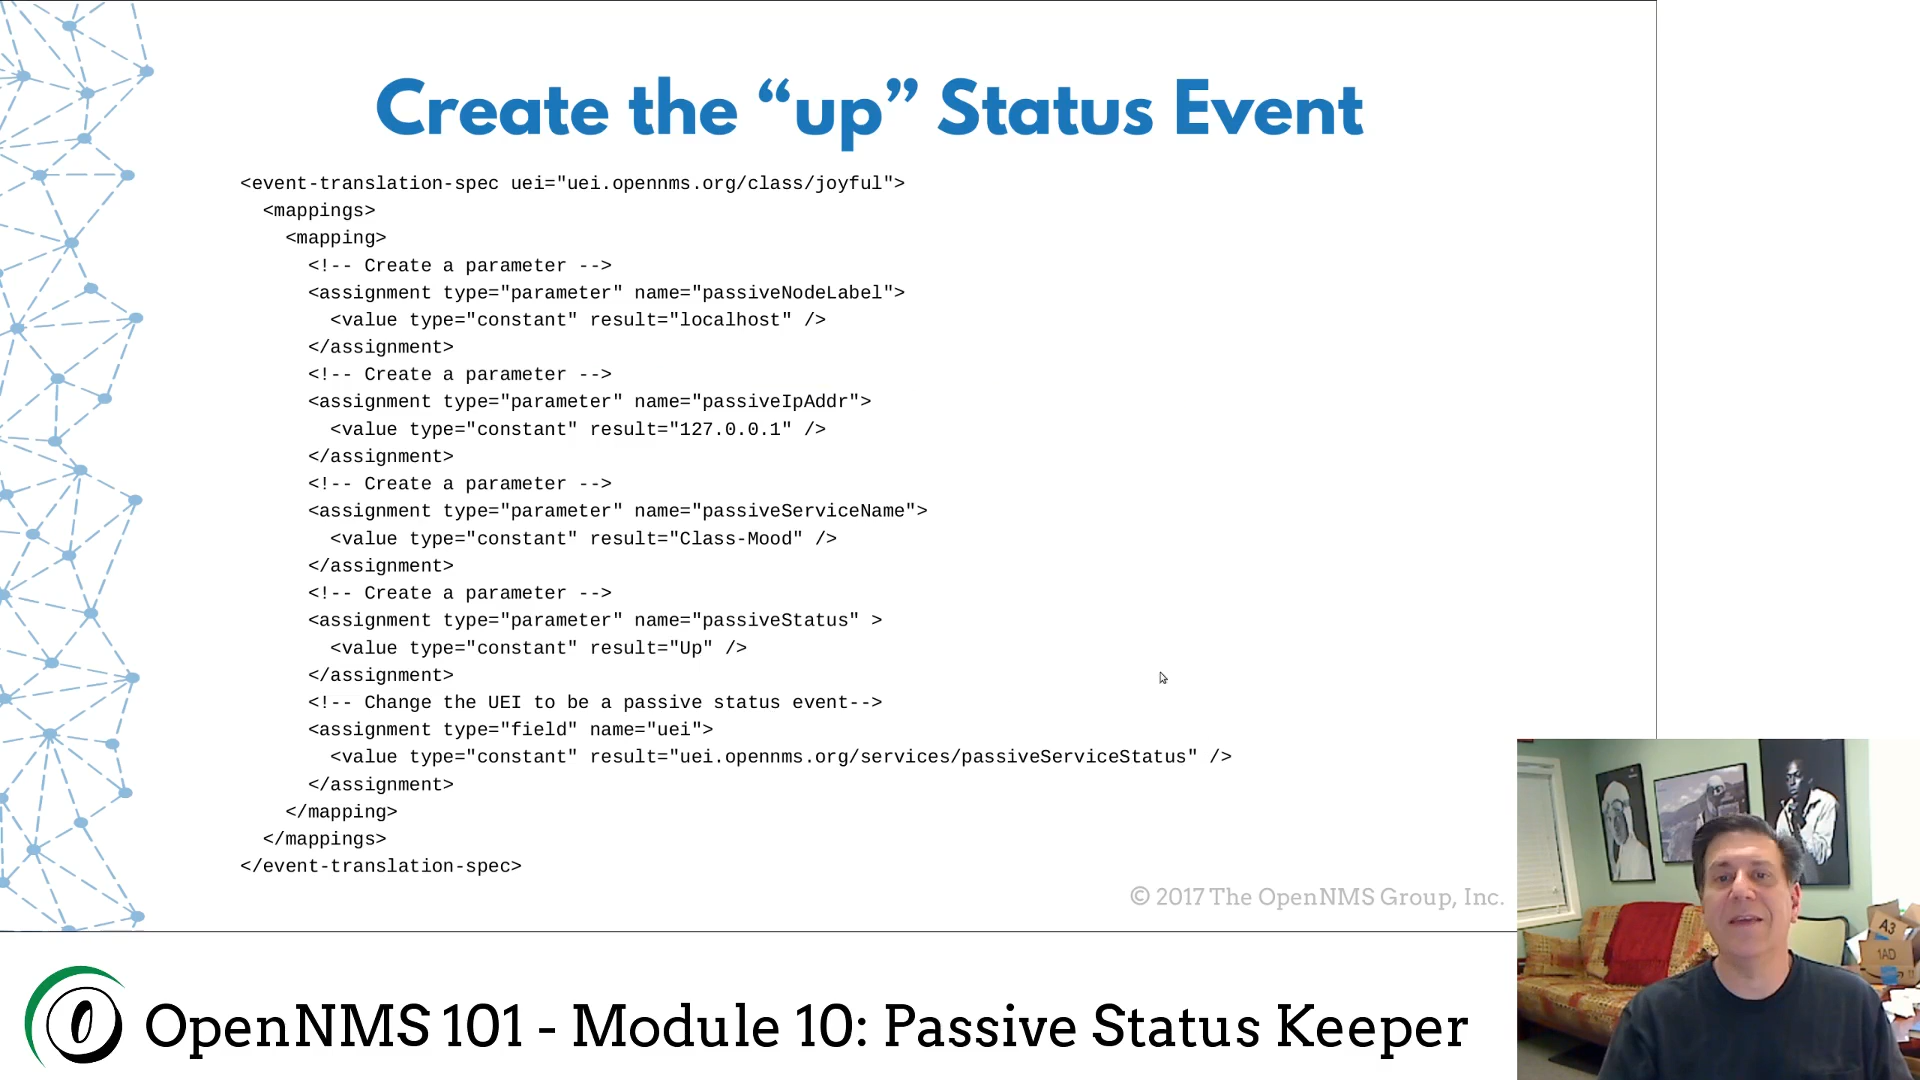 Create the “up” Status Event
<event-translation-spec uei="uei.opennms.org/class/joyful">
<mappings>
<mapping>
<!-- Create a parameter -->
<assignment type="parameter" name="passiveNodeLabel">
<value type="constant" result="localhost" />
</assignment>
<!-- Create a parameter -->
<assignment type="parameter" name="passiveIpAddr">
<value type="constant" result="127.0.0.1" />
</assignment>
<!-- Create a parameter -->
<assignment type="parameter" name="passiveServiceName">
<value type="constant" result="Class-Mood" />
</assignment>
<!-- Create a parameter -->
<assignment type="parameter" name="passiveStatus" >
<value type="constant" result="Up" />
</assignment>
<!-- Change the UEI to be a passive status event-->
<assignment type="field" name="uei">
<value type="constant" result="uei.opennms.org/services/passiveServiceStatus" />
</assignment>
</mapping>
</mappings>
</event-translation-spec>
© 2017 The OpenNMS Group, Inc.
A3
1AD
OpenNMS 101 - Module 10: Passive Status Keeper